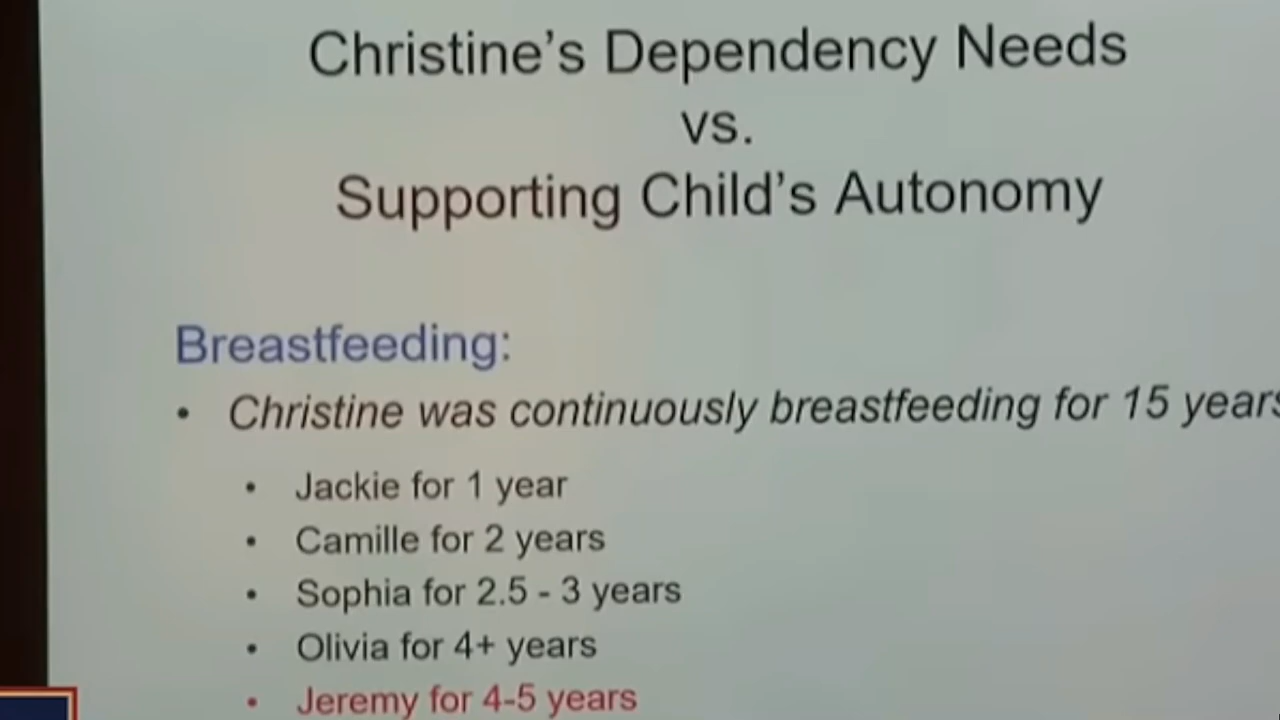 Christine's Dependency Needs
vs.
Supporting Child's Autonomy
Breastfeeding:
• Christine was continuously breastfeeding for 15 years
• Jackie for 1 year
• Camille for 2 years
• Sophia for 2.5 - 3 years
• Olivia for 4+ years
• Jeremy for 4-5 years